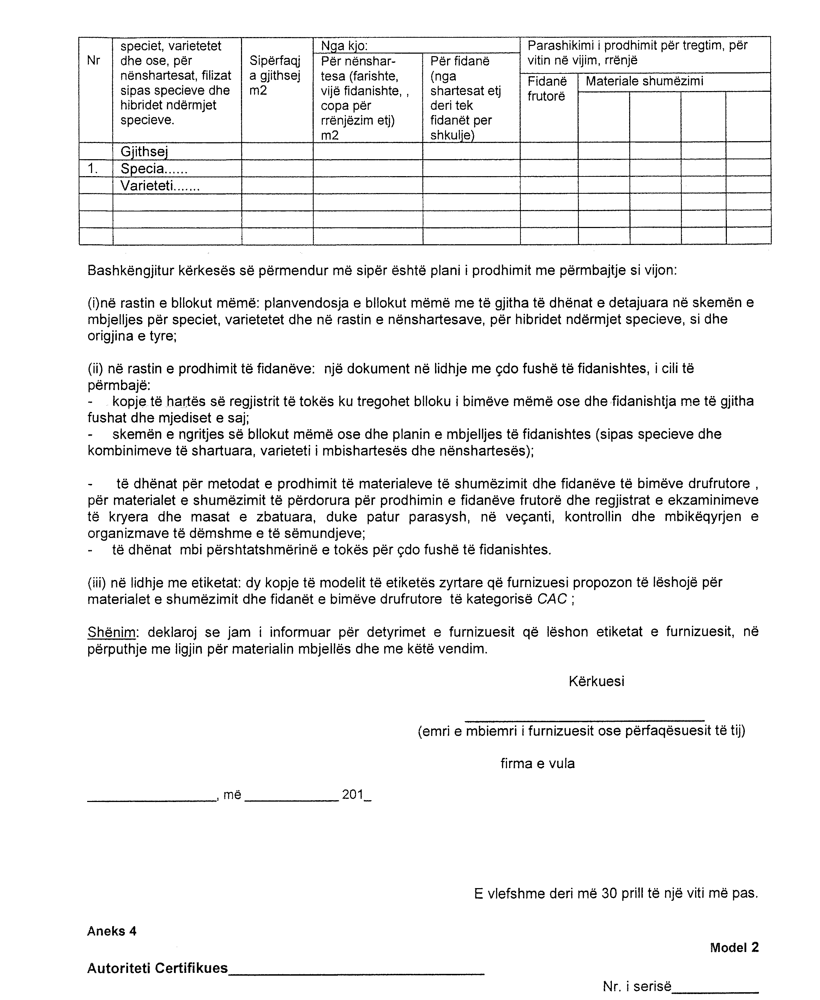 Nr
speciet, varietetet
dhe ose, për
nënshartesat, filizat
sipas specieve dhe
hibridet ndërmjet
specieve.
Sipërfaqj
a gjithsej
m2
Nga kjo:
Për nënshar-
tesa (farishte,
vijë fidanishte, ,
copa për
rrënjëzim etj)
m2
Për fidanë
(nga
shartesat etj
deri tek
fidanët per
shkulje)
Parashikimi i prodhimit për tregtim, për
vitin në vijim, rrënjë
Fidanë
frutorë
Materiale shumëzimi
Gjithsej
1. Specia......
Varieteti.......
Bashkëngjitur kërkesës së përmendur më sipër është plani i prodhimit me përmbajtje si vijon:
(i)në rastin e bllokut mëmë: planvendosja e bllokut mëmë me të gjitha të dhënat e detajuara në skemën e
mbjelljes për speciet, varietetet dhe në rastin e nënshartesave, për hibridet ndërmjet specieve, si dhe
origjina e tyre;
(ii) në rastin e prodhimit të fidanëve: një dokument në lidhje me çdo fushë të fidanishtes, i cili të
përmbajë:
- kopje të hartës së regjistrit të tokës ku tregohet blloku i bimëve mëmë ose dhe fidanishtja me të gjitha
fushat dhe mjediset e saj;
- skemën e ngritjes së bllokut mëmë ose dhe planin e mbjelljes të fidanishtes (sipas specieve dhe
kombinimeve të shartuara, varieteti i mbishartesës dhe nënshartesës);
- të dhënat për metodat e prodhimit të materialeve të shumëzimit dhe fidanëve të bimëve drufrutore ,
për materialet e shumëzimit të përdorura për prodhimin e fidanëve frutorë dhe regjistrat e ekzaminimeve
të kryera dhe masat e zbatuara, duke patur parasysh, në veçanti, kontrollin dhe mbikëqyrjen e
organizmave të dëmshme e të sëmundjeve;
- të dhënat mbi përshtatshmërinë e tokës për çdo fushë të fidanishtes.
(iii) në lidhje me etiketat: dy kopje të modelit të etiketës zyrtare që furnizuesi propozon të lëshojë për
materialet e shumëzimit dhe fidanët e bimëve drufrutore të kategorisë CAC ;
Shënim: deklaroj se jam i informuar për detyrimet e furnizuesit që lëshon etiketat e furnizuesit, në
përputhje me ligjin për materialin mbjellës dhe me këtë vendim.
Kërkuesi
(emri e mbiemri i furnizuesit ose përfaqësuesit të tij)
firma e vula
_________________, më _____________ 201_
E vlefshme deri më 30 prill të një viti më pas.
Aneks 4
Model 2
Autoriteti Certifikues___________________________________
Nr. i serisë____________